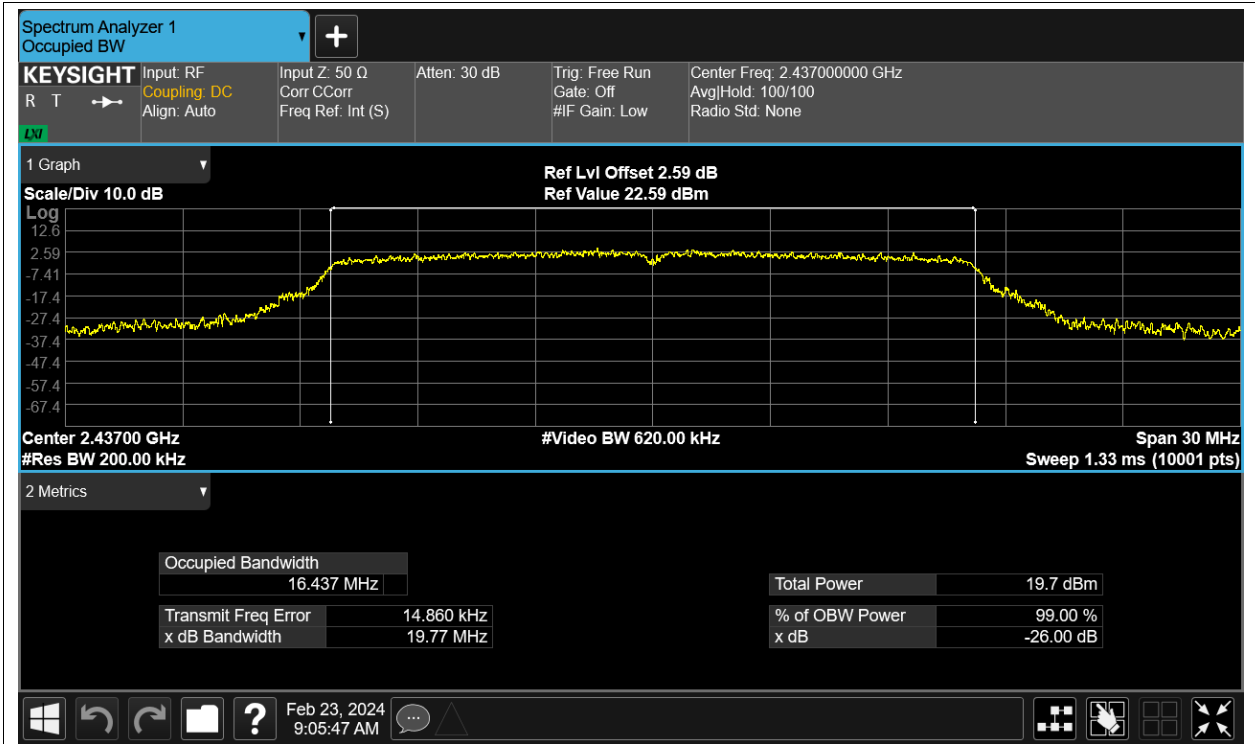 Spectrum Analyzer 1
Occupied BW
KEYSIGHT
R T
LXI
Input: RF
Coupling: DC
Align: Auto
Input Z: 50 Ω
Corr CCorr
Freq Ref: Int (S)
Atten: 30 dB
Trig: Free Run
Gate: Off
#IF Gain: Low
Center Freq: 2.437000000 GHz
Avg|Hold: 100/100
Radio Std: None
1 Graph
Scale/Div 10.0 dB
Ref Lvl Offset 2.59 dB
Ref Value 22.59 dBm
Log
12.6
2.59
-7.41
-17.4
-27.4
-37.4
-47.4
-57.4
-67.4
Center 2.43700 GHz
#Res BW 200.00 kHz
#Video BW 620.00 kHz
Span 30 MHz
Sweep 1.33 ms (10001 pts)
2 Metrics
Occupied Bandwidth
16.437 MHz
Transmit Freq Error 14.860 kHz
x dB Bandwidth 19.77 MHz
Total Power 19.7 dBm
% of OBW Power 99.00 %
x dB -26.00 dB
?
Feb 23, 2024
9:05:47 AM